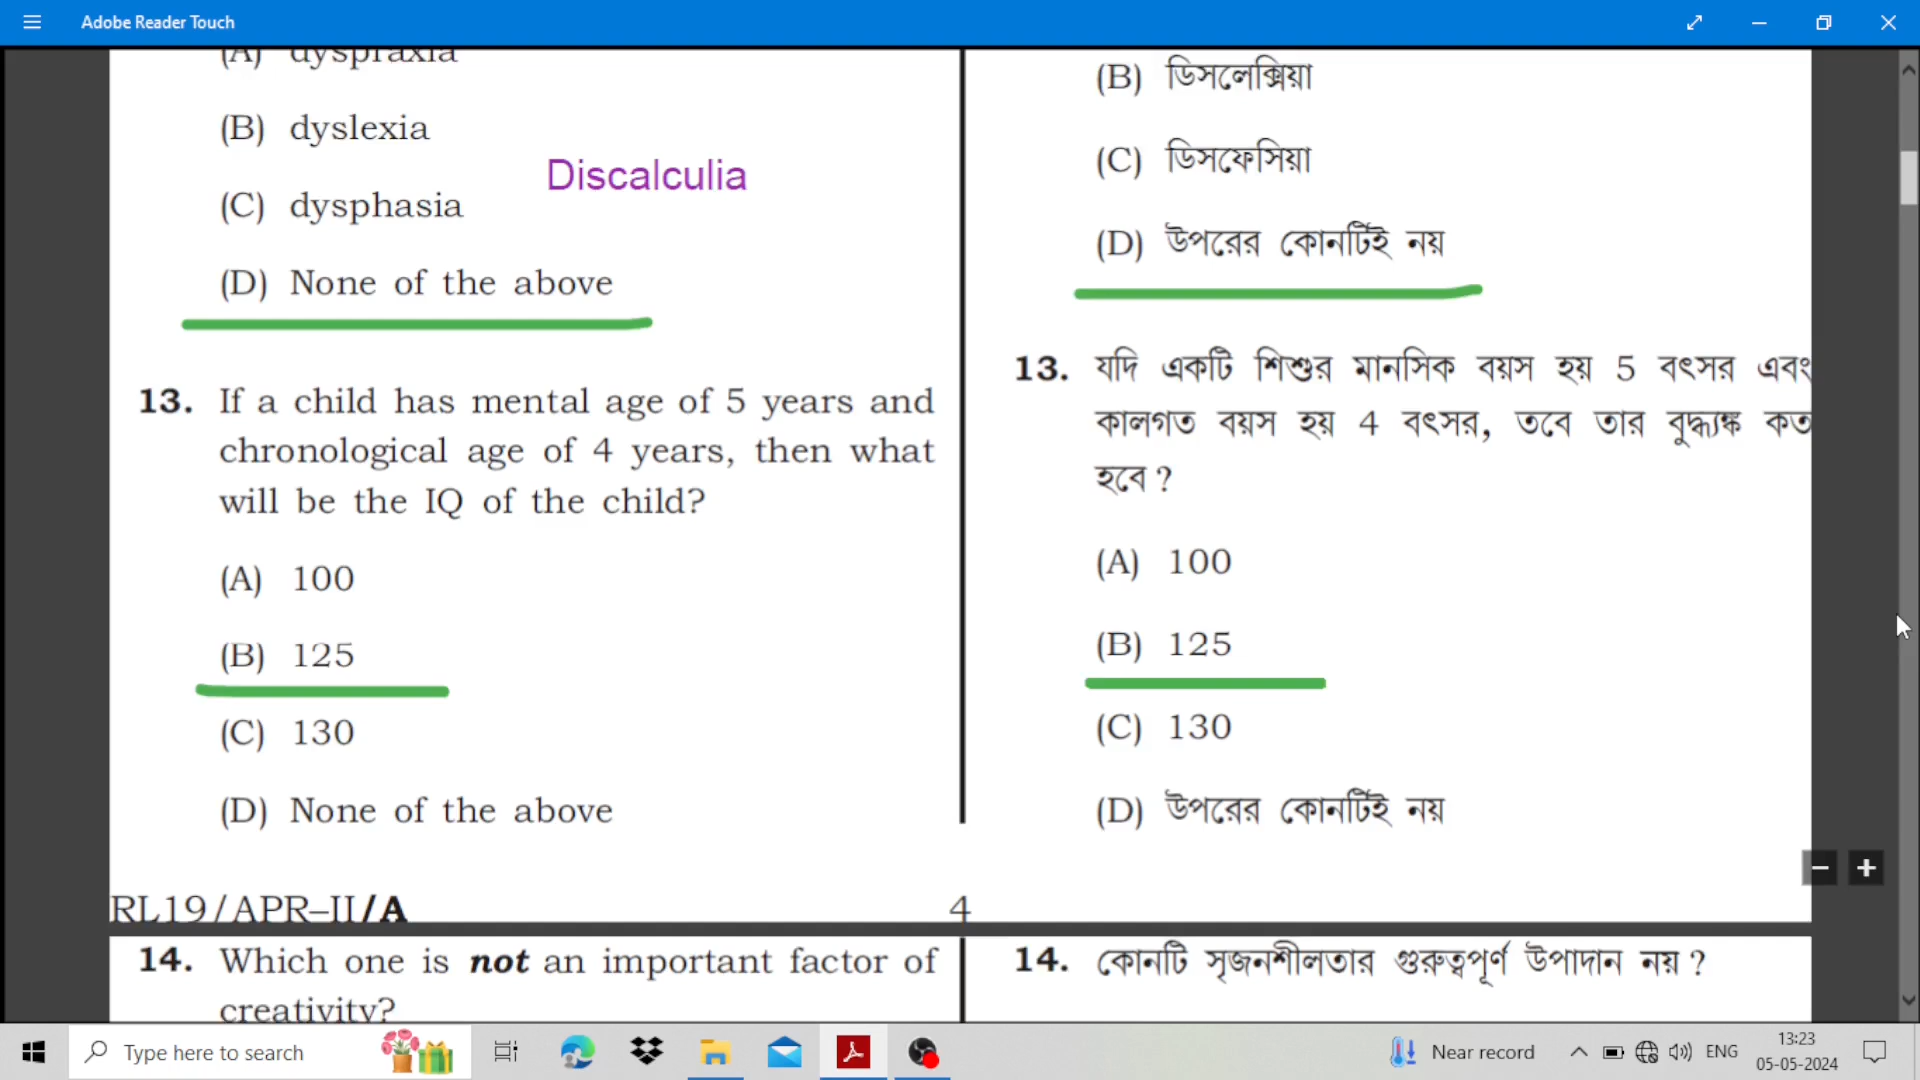 Adobe Reader Touch
(A) dyspraxia
(B) dyslexia
Discalculia
(C) dysphasia
(D) None of the above
13. If a child has mental age of 5 years and
chronological age of 4 years, then what
will be the IQ of the child?
(A) 100
(B) 125
(C) 130
(D) None of the above
(B) ডিসলেক্সিয়া
(C) ডিসফেসিয়া
(D) উপরের কোনটিই নয়
13. যদি একটি শিশুর মানসিক বয়স হয় 5 বৎসর এবং
কালগত বয়স হয় 4 বৎসর, তবে তার বুদ্ধ্যঙ্ক কত
হবে ?
(A) 100
(B) 125
(C) 130
(D) উপরের কোনটিই নয়
RL19/APR–II/A
4
14. Which one is not an important factor of
creativity?
14. কোনটি সৃজনশীলতার গুরুত্বপূর্ণ উপাদান নয় ?
Type here to search
Near record
ENG
13:23
05-05-2024